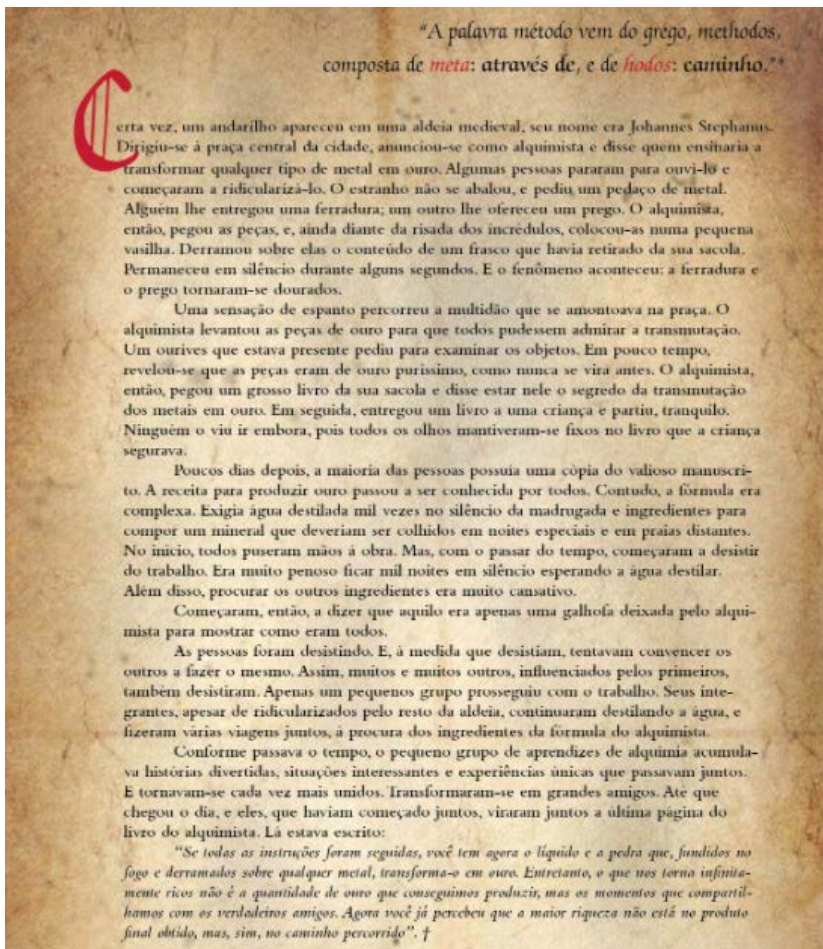 "A palavra método vem do grego, methodos,
composta de meta: através de, e de hodos: caminho."*
Certa vez, um andarilho apareceu em uma aldeia medieval, seu nome era Johannes Stephanus.
Dirigiu-se à praça central da cidade, anunciou-se como alquimista e disse quem ensinaria a
transformar qualquer tipo de metal em ouro. Algumas pessoas pararam para ouvi-lo e
começaram a ridicularizá-lo. O estranho não se abalou, e pediu um pedaço de metal.
Alguém lhe entregou uma ferradura; um outro lhe ofereceu um prego. O alquimista,
então, pegou as peças, e, ainda diante da risada dos incrédulos, colocou-as numa pequena
vasilha. Derramou sobre elas o conteúdo de um frasco que havia retirado da sua sacola.
Permaneceu em silêncio durante alguns segundos. E o fenômeno aconteceu: a ferradura e
o prego tornaram-se dourados.
Uma sensação de espanto percorreu a multidão que se amontoava na praça. O
alquimista levantou as peças de ouro para que todos pudessem admirar a transmutação.
Um ourives que estava presente pediu para examinar os objetos. Em pouco tempo,
revelou-se que as peças eram de ouro puríssimo, como nunca se vira antes. O alquimista,
então, pegou um grosso livro da sua sacola e disse estar nele o segredo da transmutação
dos metais em ouro. Em seguida, entregou um livro a uma criança e partiu, tranquilo.
Ninguém o viu ir embora, pois todos os olhos mantiveram-se fixos no livro que a criança
segurava.
Poucos dias depois, a maioria das pessoas possuia uma cópia do valioso manuscri-
to. A receita para produzir ouro passou a ser conhecida por todos. Contudo, a fórmula era
complexa. Exigia água destilada mil vezes no silêncio da madrugada e ingredientes para
compor um mineral que deveriam ser colhidos em noites especiais e em praias distantes.
No início, todos puseram mãos à obra. Mas, com o passar do tempo, começaram a desistir
do trabalho. Era muito penoso ficar mil noites em silêncio esperando a água destilar.
Além disso, procurar os outros ingredientes era muito cansativo.
Começaram, então, a dizer que aquilo era apenas uma galhofa deixada pelo alqui-
mista para mostrar como eram todos.
As pessoas foram desistindo. E, à medida que desistiam, tentavam convencer os
outros a fazer o mesmo. Assim, muitos e muitos outros, influenciados pelos primeiros,
também desistiram. Apenas um pequenos grupo prosseguiu com o trabalho. Seus inte-
grantes, apesar de ridicularizados pelo resto da aldeia, continuaram destilando a água, e
fizeram várias viagens juntos, à procura dos ingredientes da fórmula do alquimista.
Conforme passava o tempo, o pequeno grupo de aprendizes de alquimia acumula-
va histórias divertidas, situações interessantes e experiências únicas que passavam juntos.
E tornavam-se cada vez mais unidos. Transformaram-se em grandes amigos. Até que
chegou o dia, e eles, que haviam começado juntos, viraram juntos a última página do
livro do alquimista. Lá estava escrito:
"Se todas as instruções foram seguidas, você tem agora o líquido e a pedra que, fundidos no
fogo e derramados sobre qualquer metal, transforma-o em ouro. Entretanto, o que nos torna infinita-
mente ricos não é a quantidade de ouro que conseguimos produzir, mas os momentos que compartil-
hamos com os verdadeiros amigos. Agora você já percebeu que a maior riqueza não está no produto
final obtido, mas, sim, no caminho percorrido". †